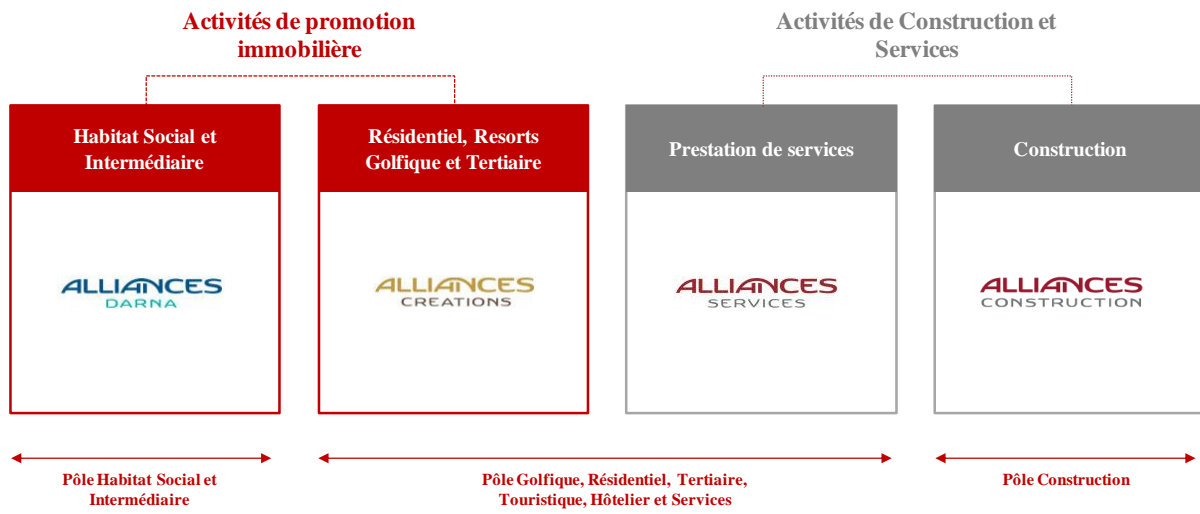 Activités de promotion
immobilière
Activités de Construction et
Services
Habitat Social et
Intermédiaire
Résidentiel, Resorts
Golfique et Tertiaire
Prestation de services
Construction
ALLIANCES
DARNA
ALLIANCES
CREATIONS
ALLIANCES
SERVICES
ALLIANCES
CONSTRUCTION
Pôle Habitat Social et
Intermédiaire
Pôle Golfique, Résidentiel, Tertiaire,
Touristique, Hôtelier et Services
Pôle Construction